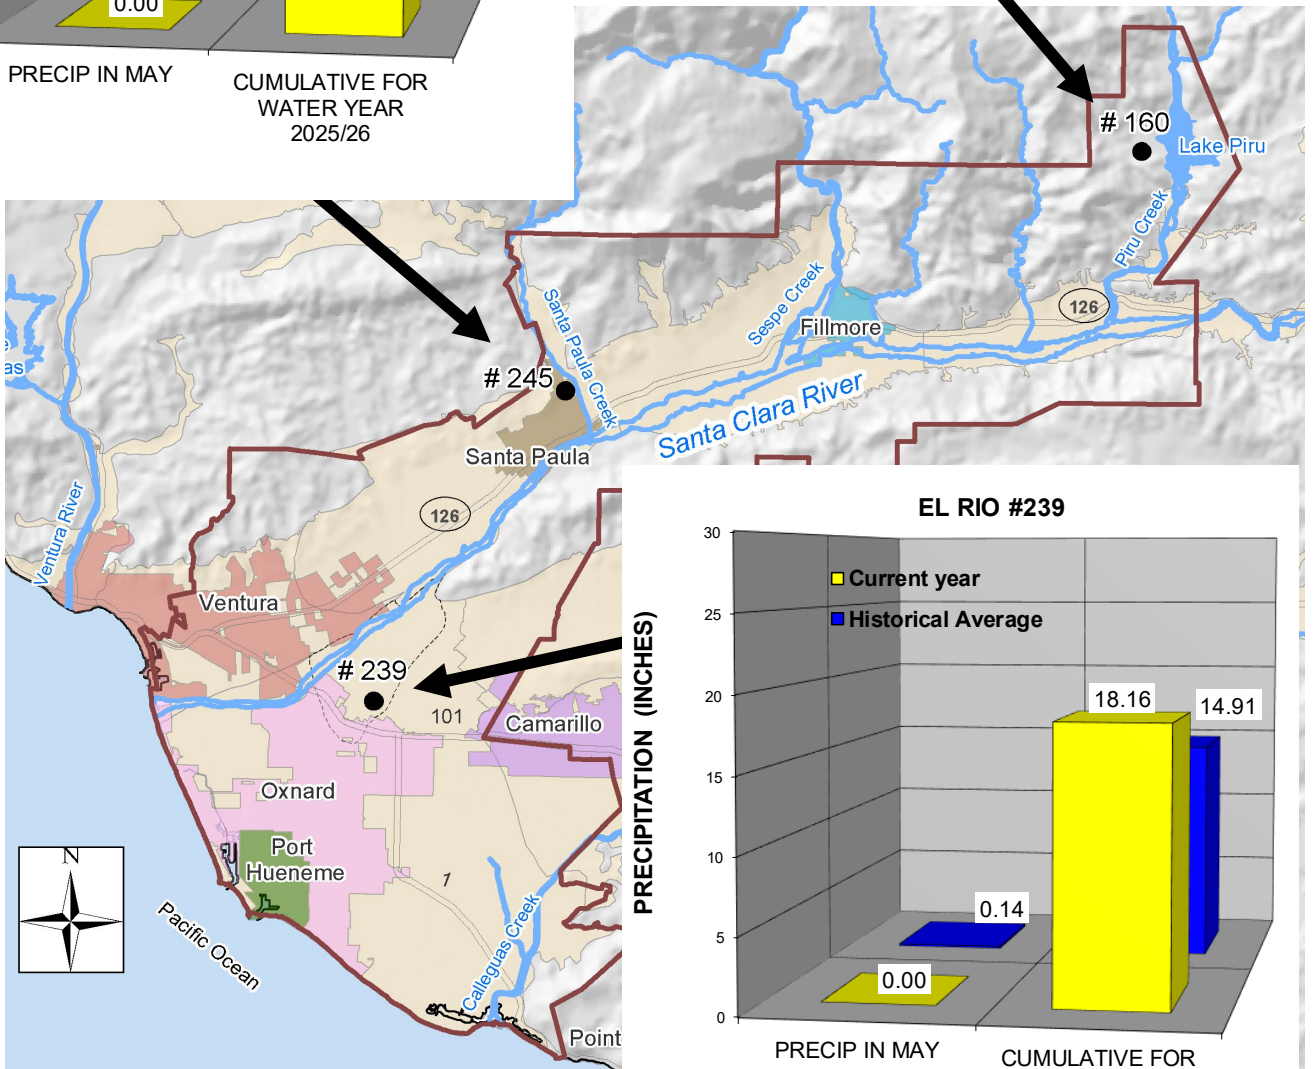 0.00
PRECIP IN MAY
CUMULATIVE FOR
WATER YEAR
2025/26
# 160
Lake Piru
Piru Creek
126
Sespe Creek
Fillmore
Santa Paula Creek
# 245
Santa Clara River
Santa Paula
126
as
Ventura River
Ventura
# 239
101
Camarillo
Oxnard
Port
Hueneme
1
N
Pacific Ocean
Calleguas Creek
Point
EL RIO #239
PRECIPITATION (INCHES)
30
25
20
15
10
5
0
Current year
Historical Average
18.16
14.91
0.14
0.00
PRECIP IN MAY
CUMULATIVE FOR